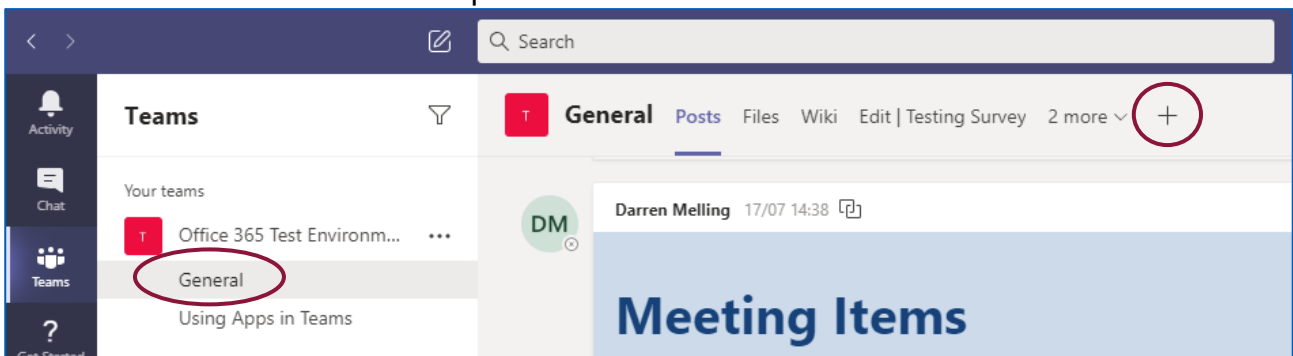 Search
Activity
Chat
Teams
Teams
Your teams
T Office 365 Test Environm...
General
Using Apps in Teams
T General Posts Files Wiki Edit | Testing Survey 2 more
DM
Darren Melling 17/07 14:38
Meeting Items